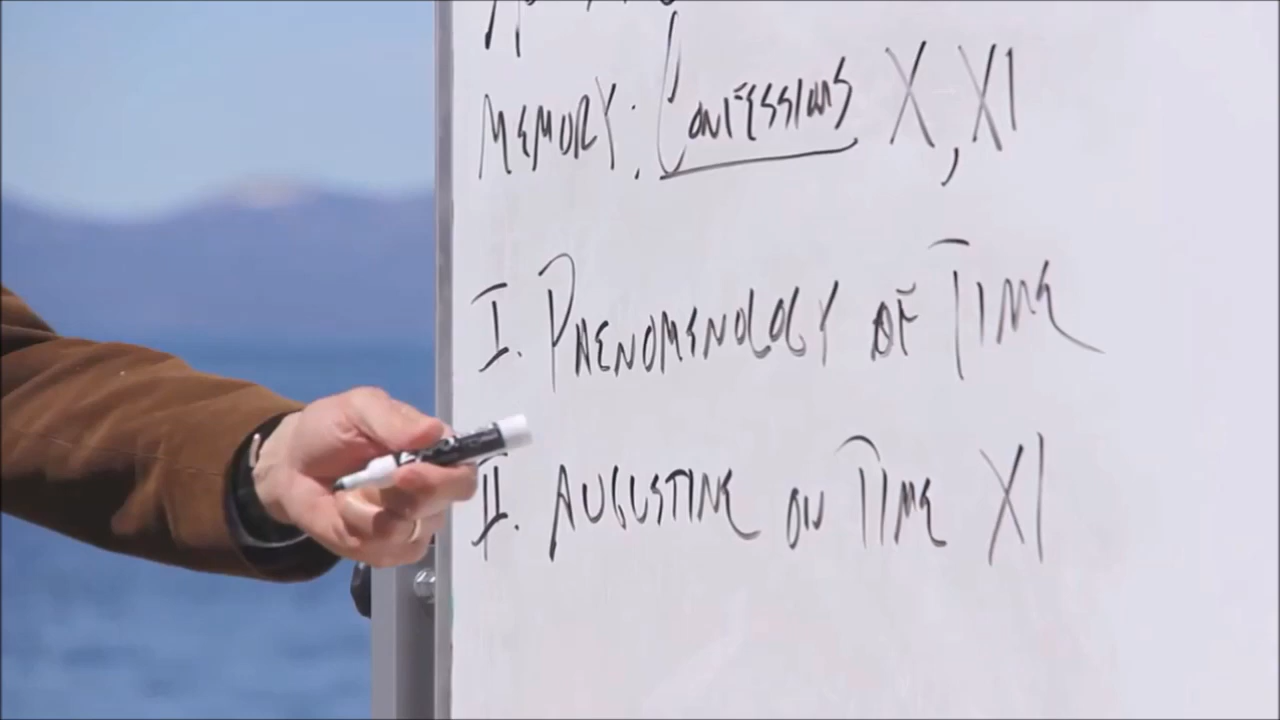 MEMORY: CONFESSIONS X, XI
I. PHENOMENOLOGY OF TIME
II. AUGUSTINE ON TIME XI